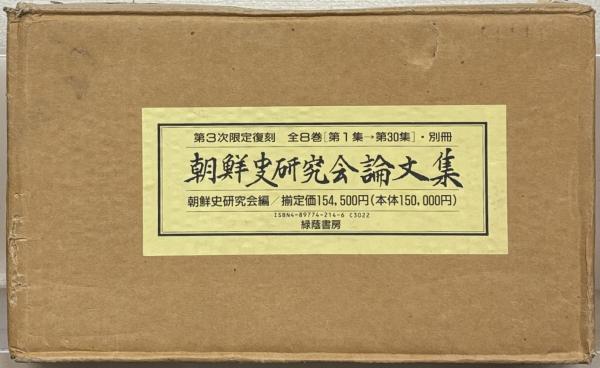 第3次限定復刻　全8巻[第1集→第30集]・別冊
朝鮮史研究会論文集
朝鮮史研究会編／揃定価154,500円(本体150,000円)
ISBN4-89774-214-6 C3022
緑蔭書房